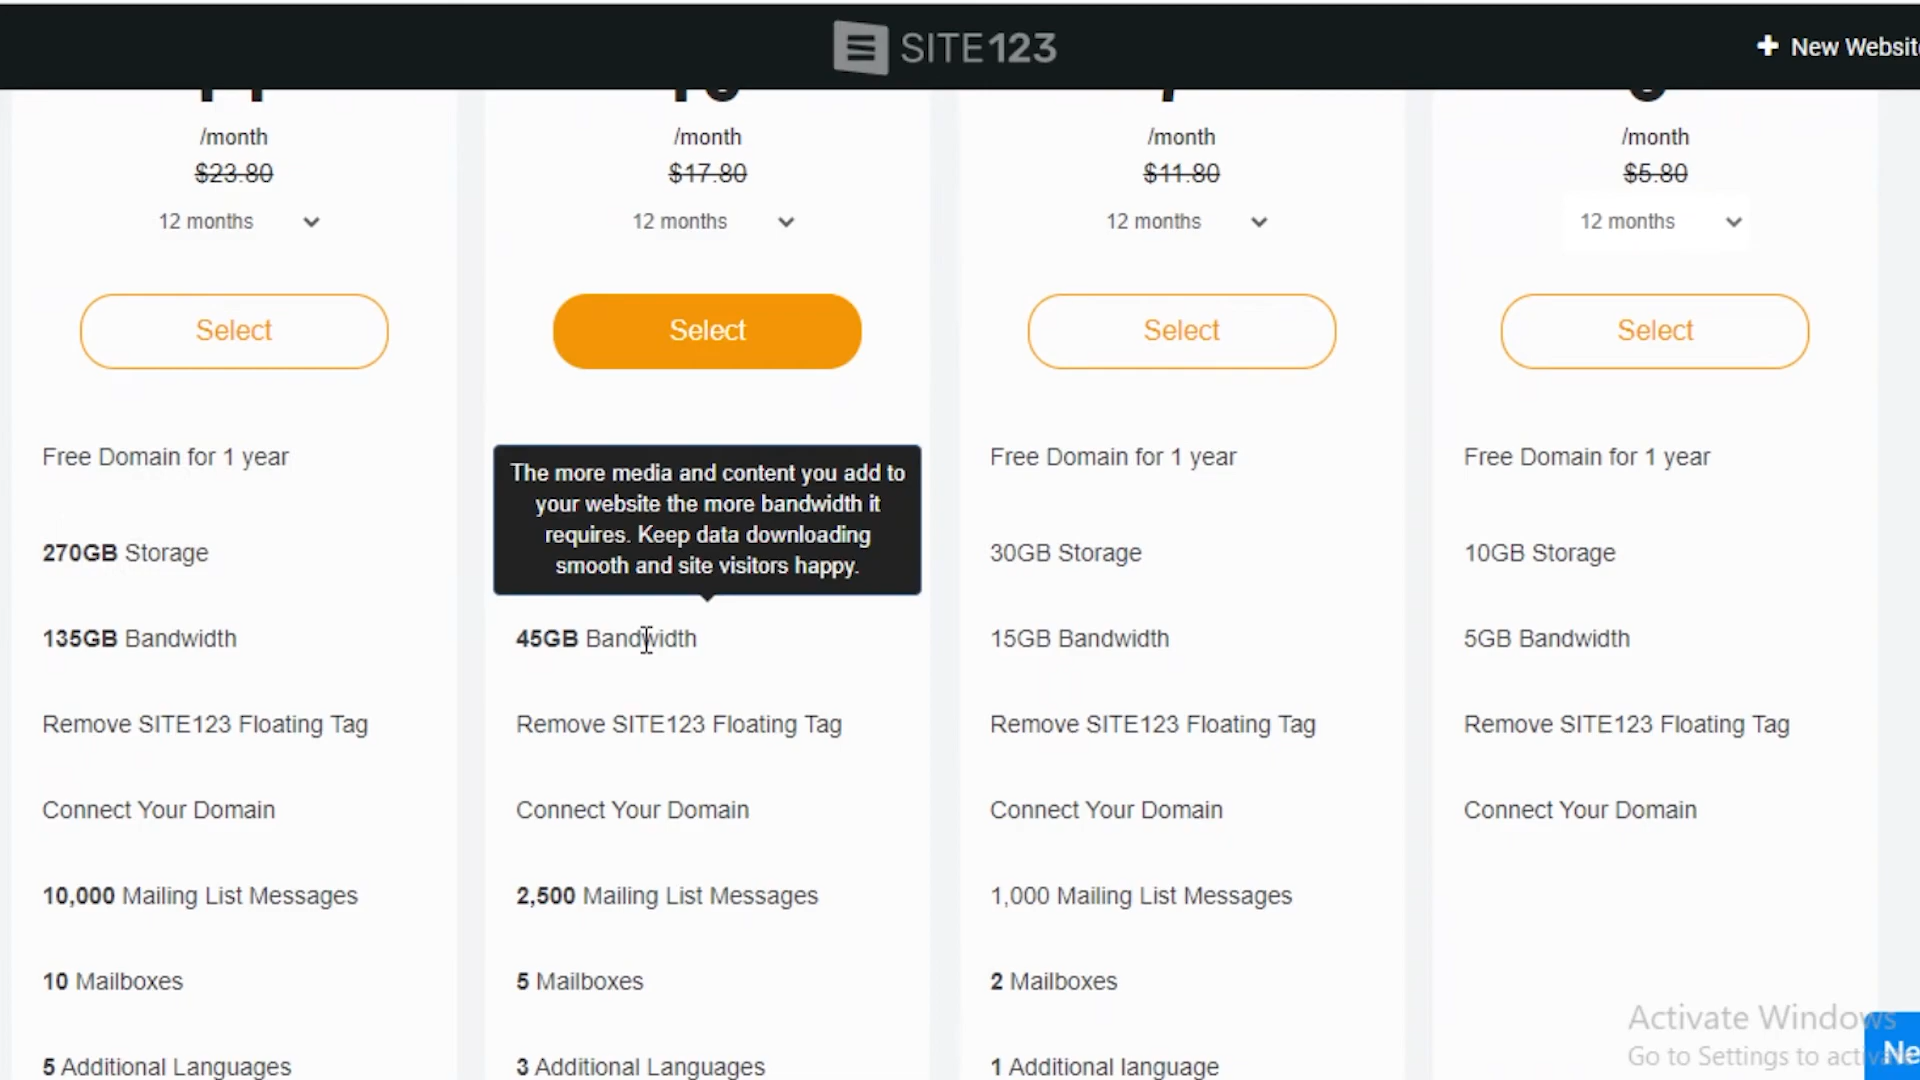 SITE123
New Websit
/month
$23.80
12 months
Select
Free Domain for 1 year
270GB Storage
135GB Bandwidth
Remove SITE123 Floating Tag
Connect Your Domain
10,000 Mailing List Messages
10 Mailboxes
5 Additional Languages
/month
$17.80
12 months
Select
The more media and content you add to
your website the more bandwidth it
requires. Keep data downloading
smooth and site visitors happy.
45GB Bandwidth
Remove SITE123 Floating Tag
Connect Your Domain
2,500 Mailing List Messages
5 Mailboxes
3 Additional Languages
/month
$11.80
12 months
Select
Free Domain for 1 year
30GB Storage
15GB Bandwidth
Remove SITE123 Floating Tag
Connect Your Domain
1,000 Mailing List Messages
2 Mailboxes
1 Additional language
/month
$5.80
12 months
Select
Free Domain for 1 year
10GB Storage
5GB Bandwidth
Remove SITE123 Floating Tag
Connect Your Domain
Activate Windows
Go to Settings to activa
Ne